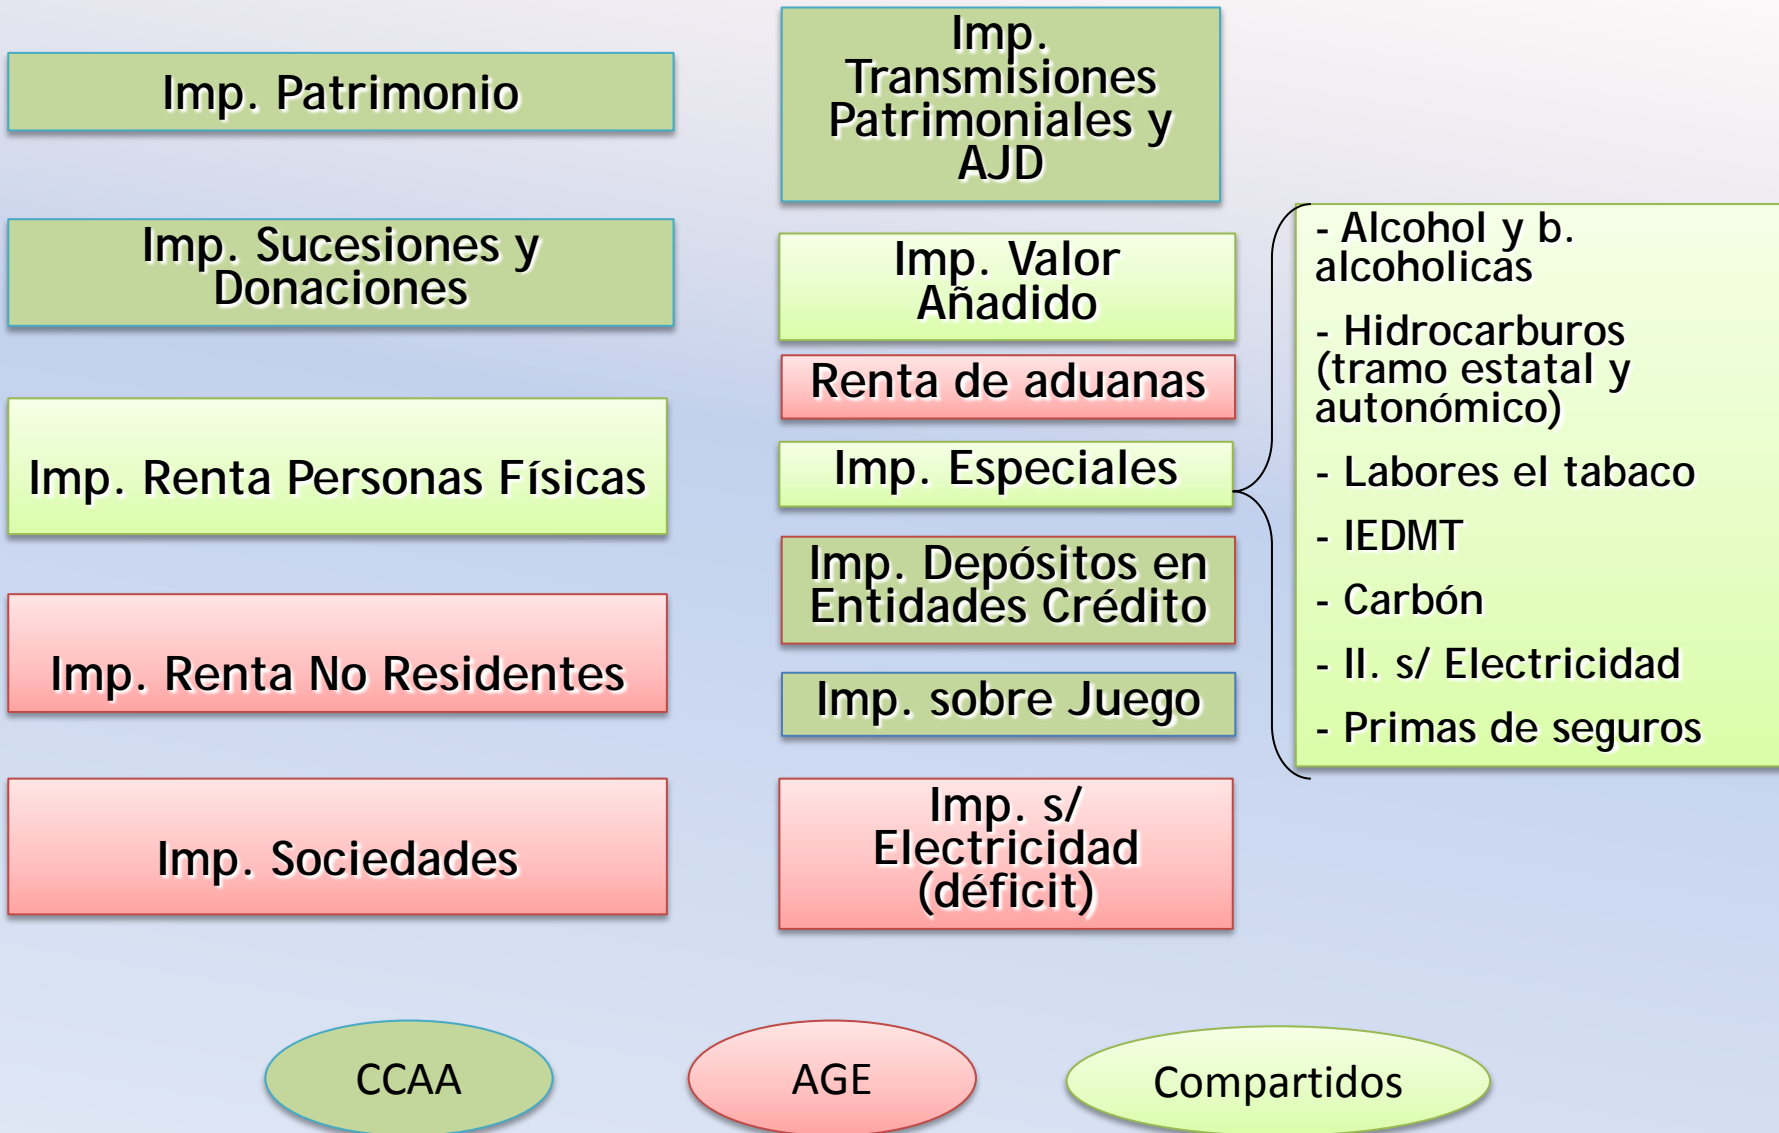 Imp. Patrimonio
Imp. Sucesiones y
Donaciones
Imp. Renta Personas Físicas
Imp. Renta No Residentes
Imp. Sociedades
Imp.
Transmisiones
Patrimoniales y
AJD
Imp. Valor
Añadido
Renta de aduanas
Imp. Especiales
Imp. Depósitos en
Entidades Crédito
Imp. sobre Juego
Imp. s/
Electricidad
(déficit)
- Alcohol y b.
alcoholicas
- Hidrocarburos
(tramo estatal y
autonómico)
- Labores el tabaco
- IEDMT
- Carbón
- II. s/ Electricidad
- Primas de seguros
CCAA
AGE
Compartidos